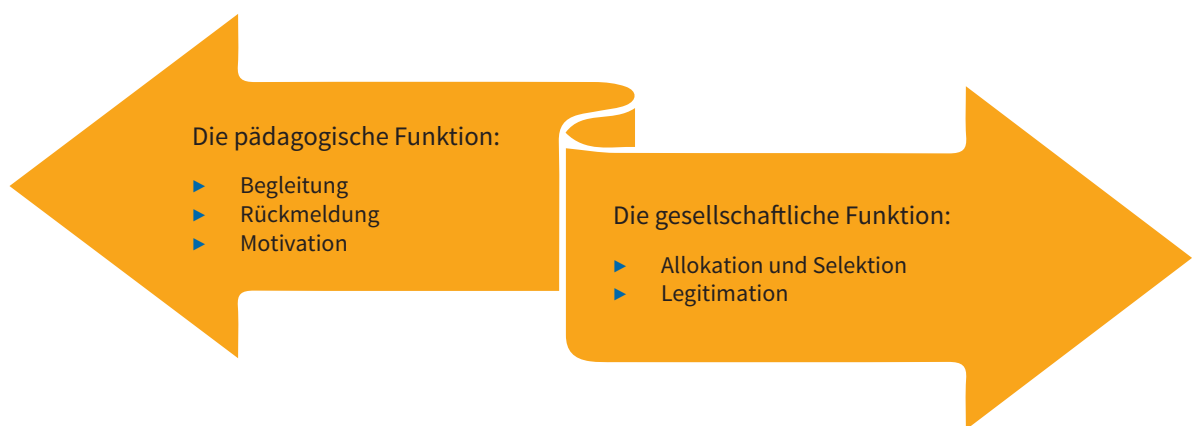 Die pädagogische Funktion:
► Begleitung
► Rückmeldung
► Motivation
Die gesellschaftliche Funktion:
► Allokation und Selektion
► Legitimation